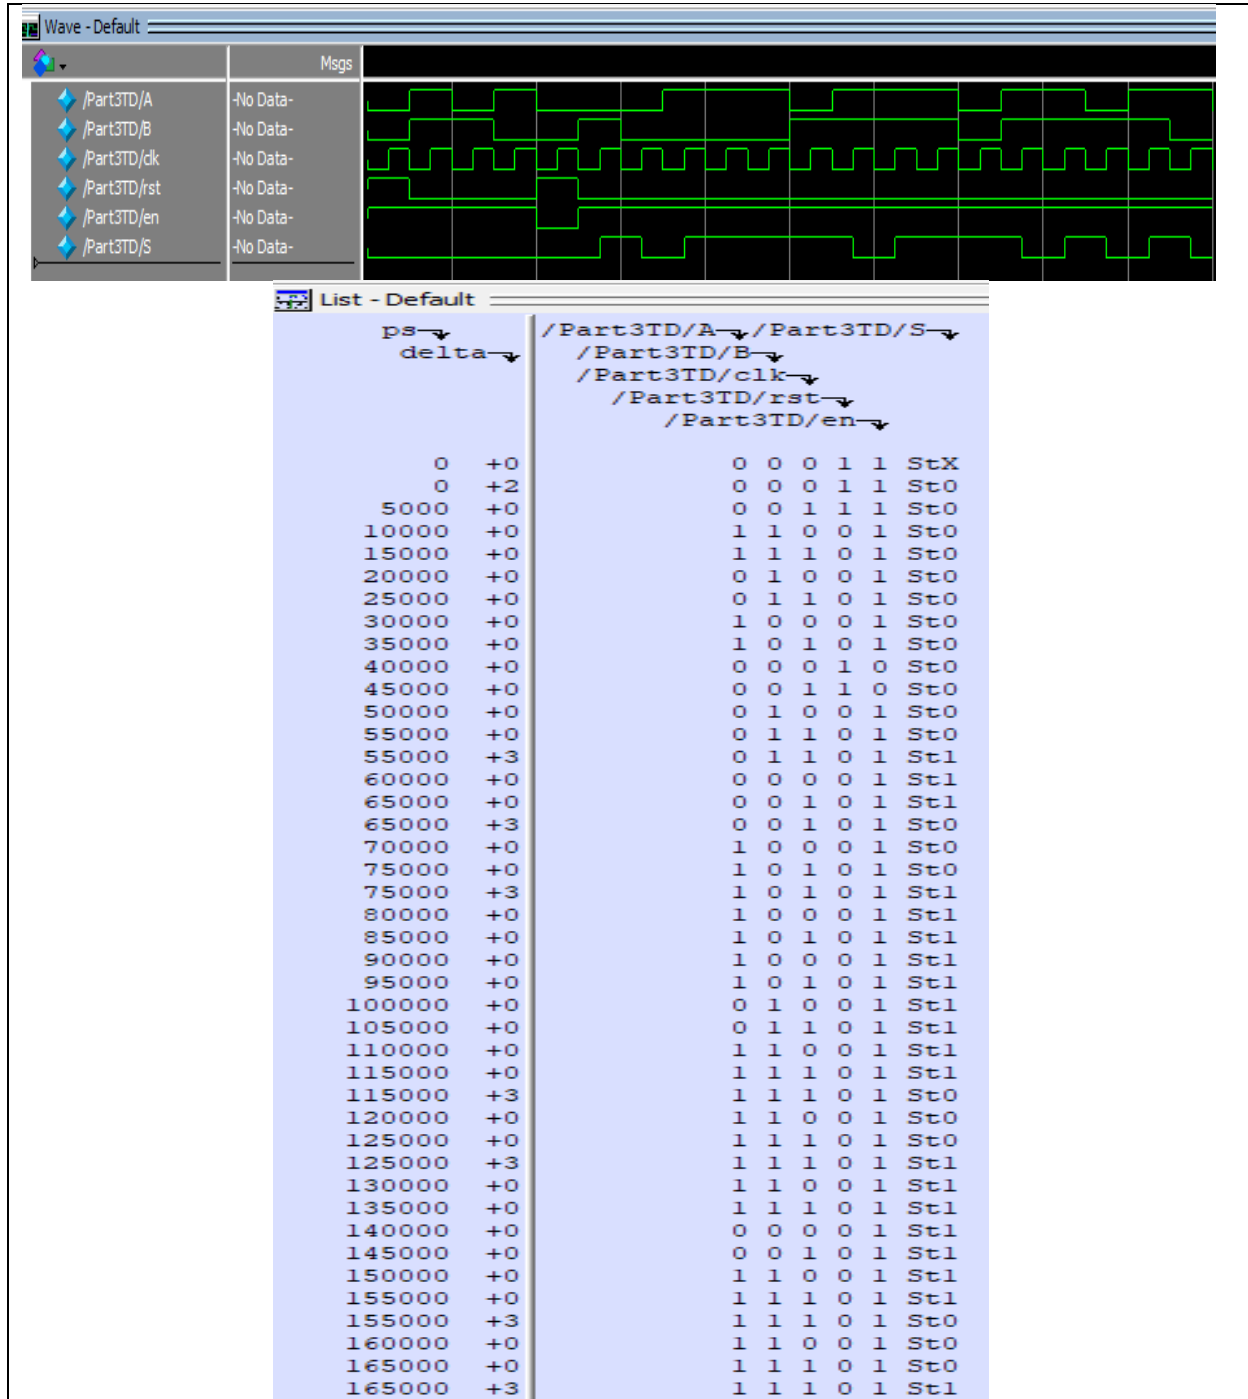 Wave - Default
Msgs
/Part3TD/A -No Data-
/Part3TD/B -No Data-
/Part3TD/clk -No Data-
/Part3TD/rst -No Data-
/Part3TD/en -No Data-
/Part3TD/S -No Data-
List - Default
ps /Part3TD/A /Part3TD/S
delta /Part3TD/B
/Part3TD/clk
/Part3TD/rst
/Part3TD/en
0 +0 0 0 0 1 1 StX
0 +2 0 0 0 1 1 St0
5000 +0 0 0 1 1 1 St0
10000 +0 1 1 0 0 1 St0
15000 +0 1 1 1 0 1 St0
20000 +0 0 1 0 0 1 St0
25000 +0 0 1 1 0 1 St0
30000 +0 1 0 0 0 1 St0
35000 +0 1 0 1 0 1 St0
40000 +0 0 0 0 1 0 St0
45000 +0 0 0 1 1 0 St0
50000 +0 0 1 0 0 1 St0
55000 +0 0 1 1 0 1 St0
55000 +3 0 1 1 0 1 St1
60000 +0 0 0 0 0 1 St1
65000 +0 0 0 1 0 1 St1
65000 +3 0 0 1 0 1 St0
70000 +0 1 0 0 0 1 St0
75000 +0 1 0 1 0 1 St0
75000 +3 1 0 1 0 1 St1
80000 +0 1 0 0 0 1 St1
85000 +0 1 0 1 0 1 St1
90000 +0 1 0 0 0 1 St1
95000 +0 1 0 1 0 1 St1
100000 +0 0 1 0 0 1 St1
105000 +0 0 1 1 0 1 St1
110000 +0 1 1 0 0 1 St1
115000 +0 1 1 1 0 1 St1
115000 +3 1 1 1 0 1 St0
120000 +0 1 1 0 0 1 St0
125000 +0 1 1 1 0 1 St0
125000 +3 1 1 1 0 1 St1
130000 +0 1 1 0 0 1 St1
135000 +0 1 1 1 0 1 St1
140000 +0 0 0 0 0 1 St1
145000 +0 0 0 1 0 1 St1
150000 +0 1 1 0 0 1 St1
155000 +0 1 1 1 0 1 St1
155000 +3 1 1 1 0 1 St0
160000 +0 1 1 0 0 1 St0
165000 +0 1 1 1 0 1 St0
165000 +3 1 1 1 0 1 St1